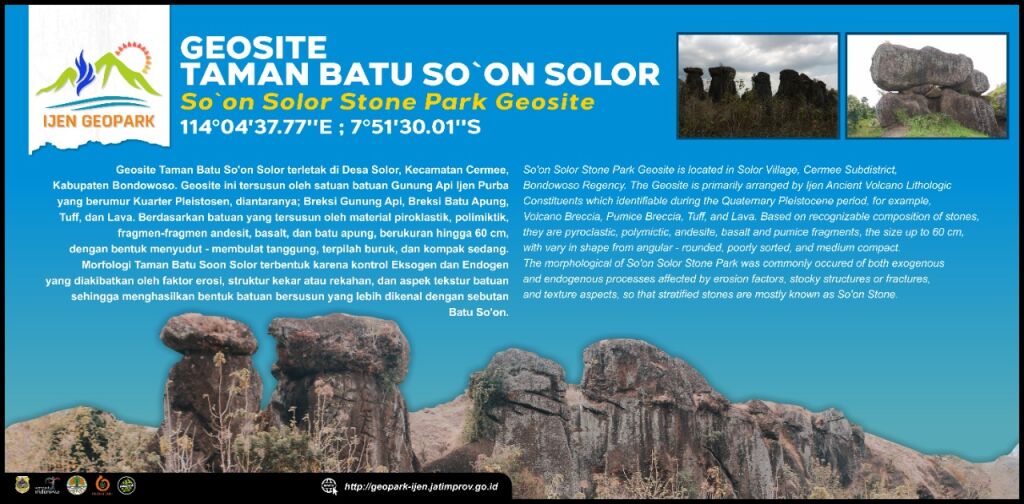 IJEN GEOPARK
GEOSITE
TAMAN BATU SO`ON SOLOR
So`on Solor Stone Park Geosite
114°04'37.77''E ; 7°51'30.01''S
Geosite Taman Batu So'on Solor terletak di Desa Solor, Kecamatan Cermee,
Kabupaten Bondowoso. Geosite ini tersusun oleh satuan batuan Gunung Api Ijen Purba
yang berumur Kuarter Pleistosen, diantaranya; Breksi Gunung Api, Breksi Batu Apung,
Tuff, dan Lava. Berdasarkan batuan yang tersusun oleh material piroklastik, polimiktik,
fragmen-fragmen andesit, basalt, dan batu apung, berukuran hingga 60 cm,
dengan bentuk menyudut - membulat tanggung, terpilah buruk, dan kompak sedang.
Morfologi Taman Batu Soon Solor terbentuk karena kontrol Eksogen dan Endogen
yang diakibatkan oleh faktor erosi, struktur kekar atau rekahan, dan aspek tekstur batuan
sehingga menghasilkan bentuk batuan bersusun yang lebih dikenal dengan sebutan
Batu So'on.
So'on Solor Stone Park Geosite is located in Solor Village, Cermee Subdistrict,
Bondowoso Regency. The Geosite is primarily arranged by Ijen Ancient Volcano Lithologic
Constituents which identifiable during the Quaternary Pleistocene period, for example,
Volcano Breccia, Pumice Breccia, Tuff, and Lava. Based on recognizable composition of stones,
they are pyroclastic, polymictic, andesite, basalt and pumice fragments, the size up to 60 cm,
with vary in shape from angular - rounded, poorly sorted, and medium compact.
The morphological of So'on Solor Stone Park was commonly occured of both exogenous
and endogenous processes affected by erosion factors, stocky structures or fractures,
and texture aspects, so that stratified stones are mostly known as So'on Stone.
http://geopark-ijen.jatimprov.go.id